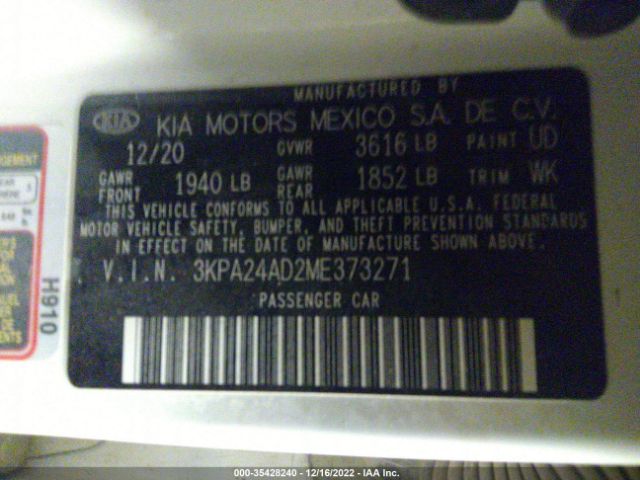 MANUFACTURED BY
KIA KIA MOTORS MEXICO S.A. DE C.V.
12/20 GVWR 3616 LB PAINT UD
GAWR FRONT 1940 LB GAWR REAR 1852 LB TRIM WK
THIS VEHICLE CONFORMS TO ALL APPLICABLE U.S.A. FEDERAL
MOTOR VEHICLE SAFETY, BUMPER, AND THEFT PREVENTION STANDARDS
IN EFFECT ON THE DATE OF MANUFACTURE SHOWN ABOVE.
V.I.N. 3KPA24AD2ME373271
PASSENGER CAR
H910
000-35428240 - 12/16/2022 - IAA Inc.